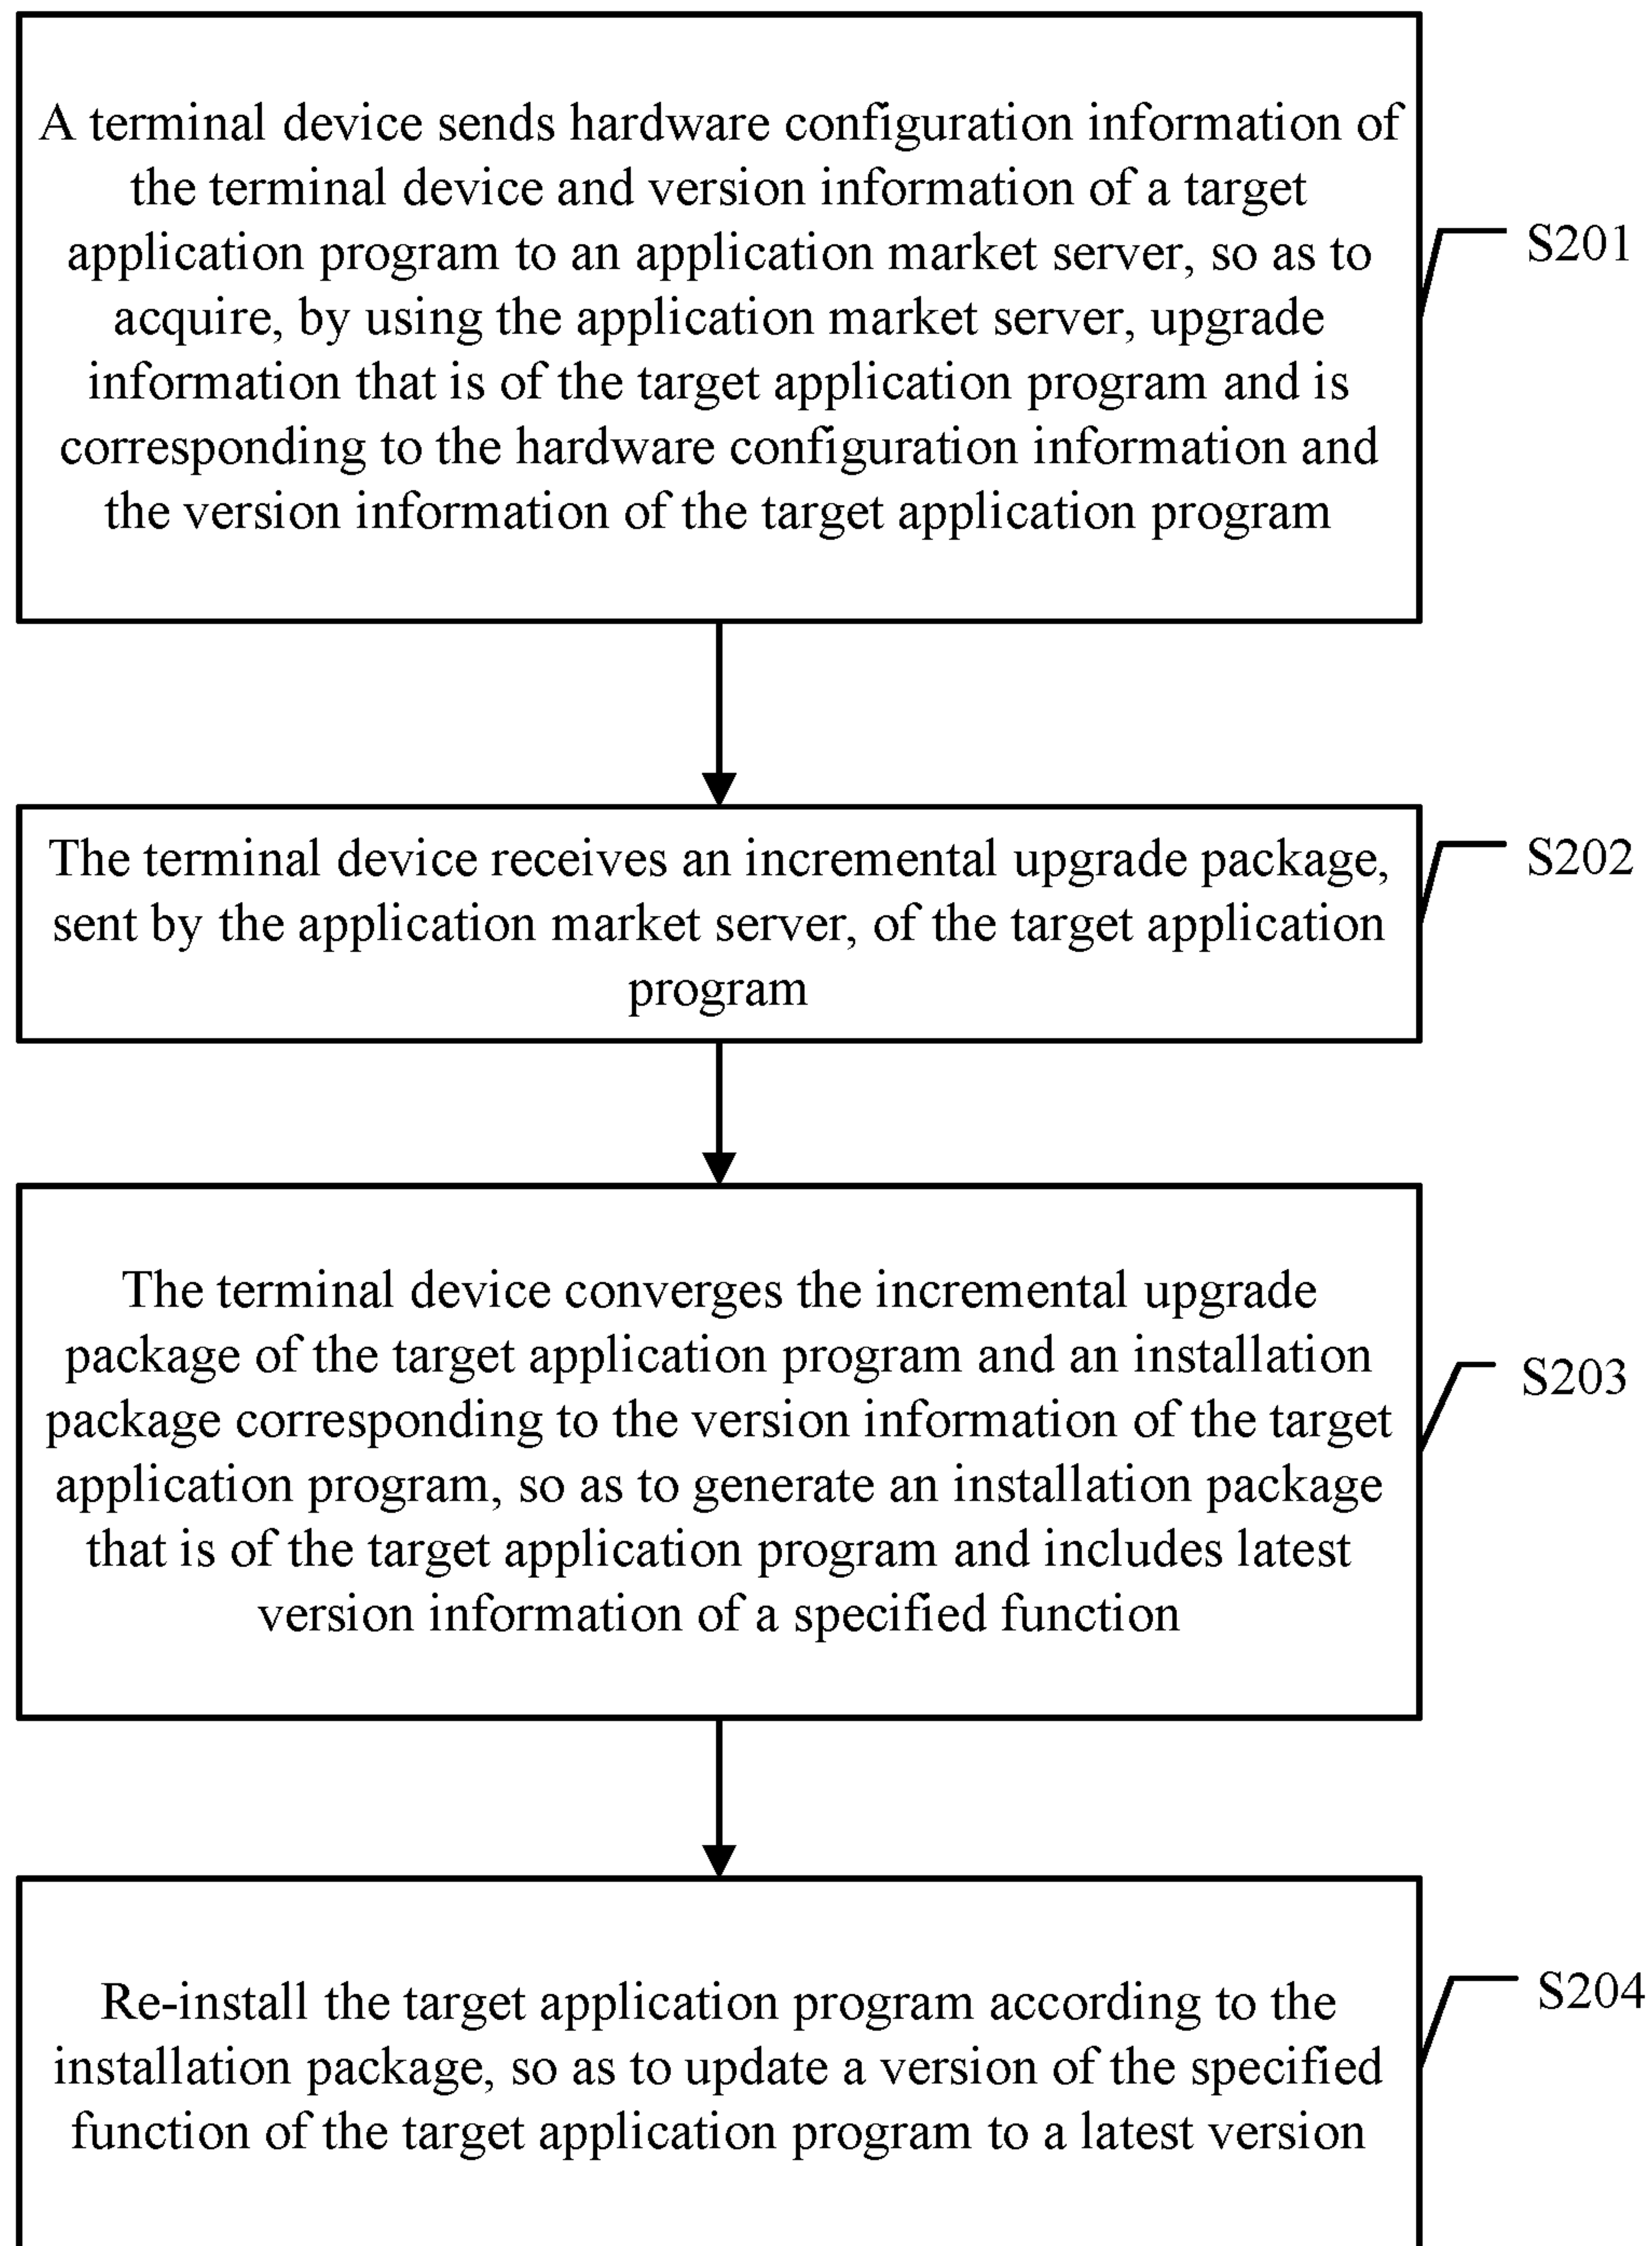 A terminal device sends hardware configuration information of
the terminal device and version information of a target
application program to an application market server, so as to
acquire, by using the application market server, upgrade
information that is of the target application program and is
corresponding to the hardware configuration information and
the version information of the target application program
S201
The terminal device receives an incremental upgrade package,
sent by the application market server, of the target application
program
S202
The terminal device converges the incremental upgrade
package of the target application program and an installation
package corresponding to the version information of the target
application program, so as to generate an installation package
that is of the target application program and includes latest
version information of a specified function
S203
Re-install the target application program according to the
installation package, so as to update a version of the specified
function of the target application program to a latest version
S204